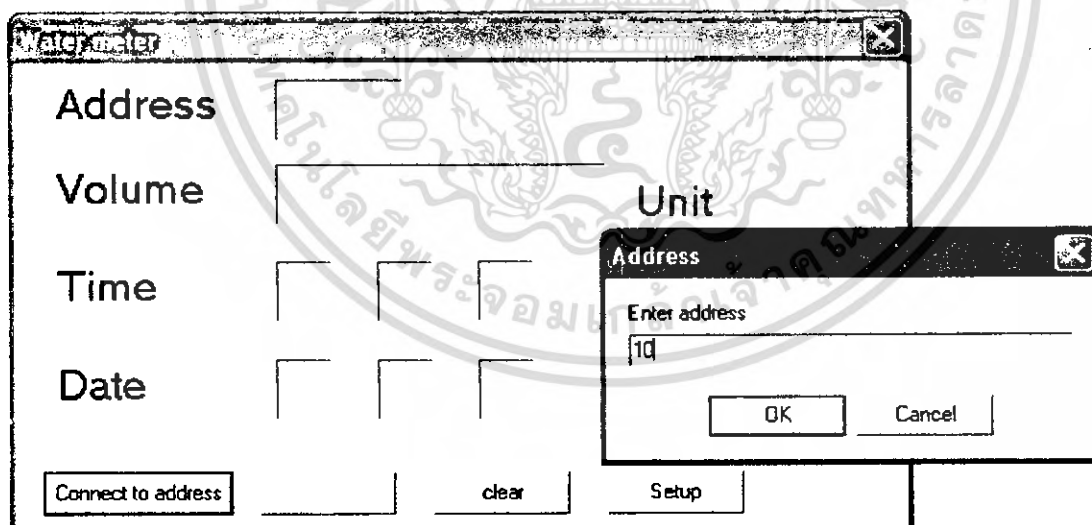 Water meter
Address
Volume
Unit
Time
Date
Address
Enter address
10
OK Cancel
Connect to address clear Setup